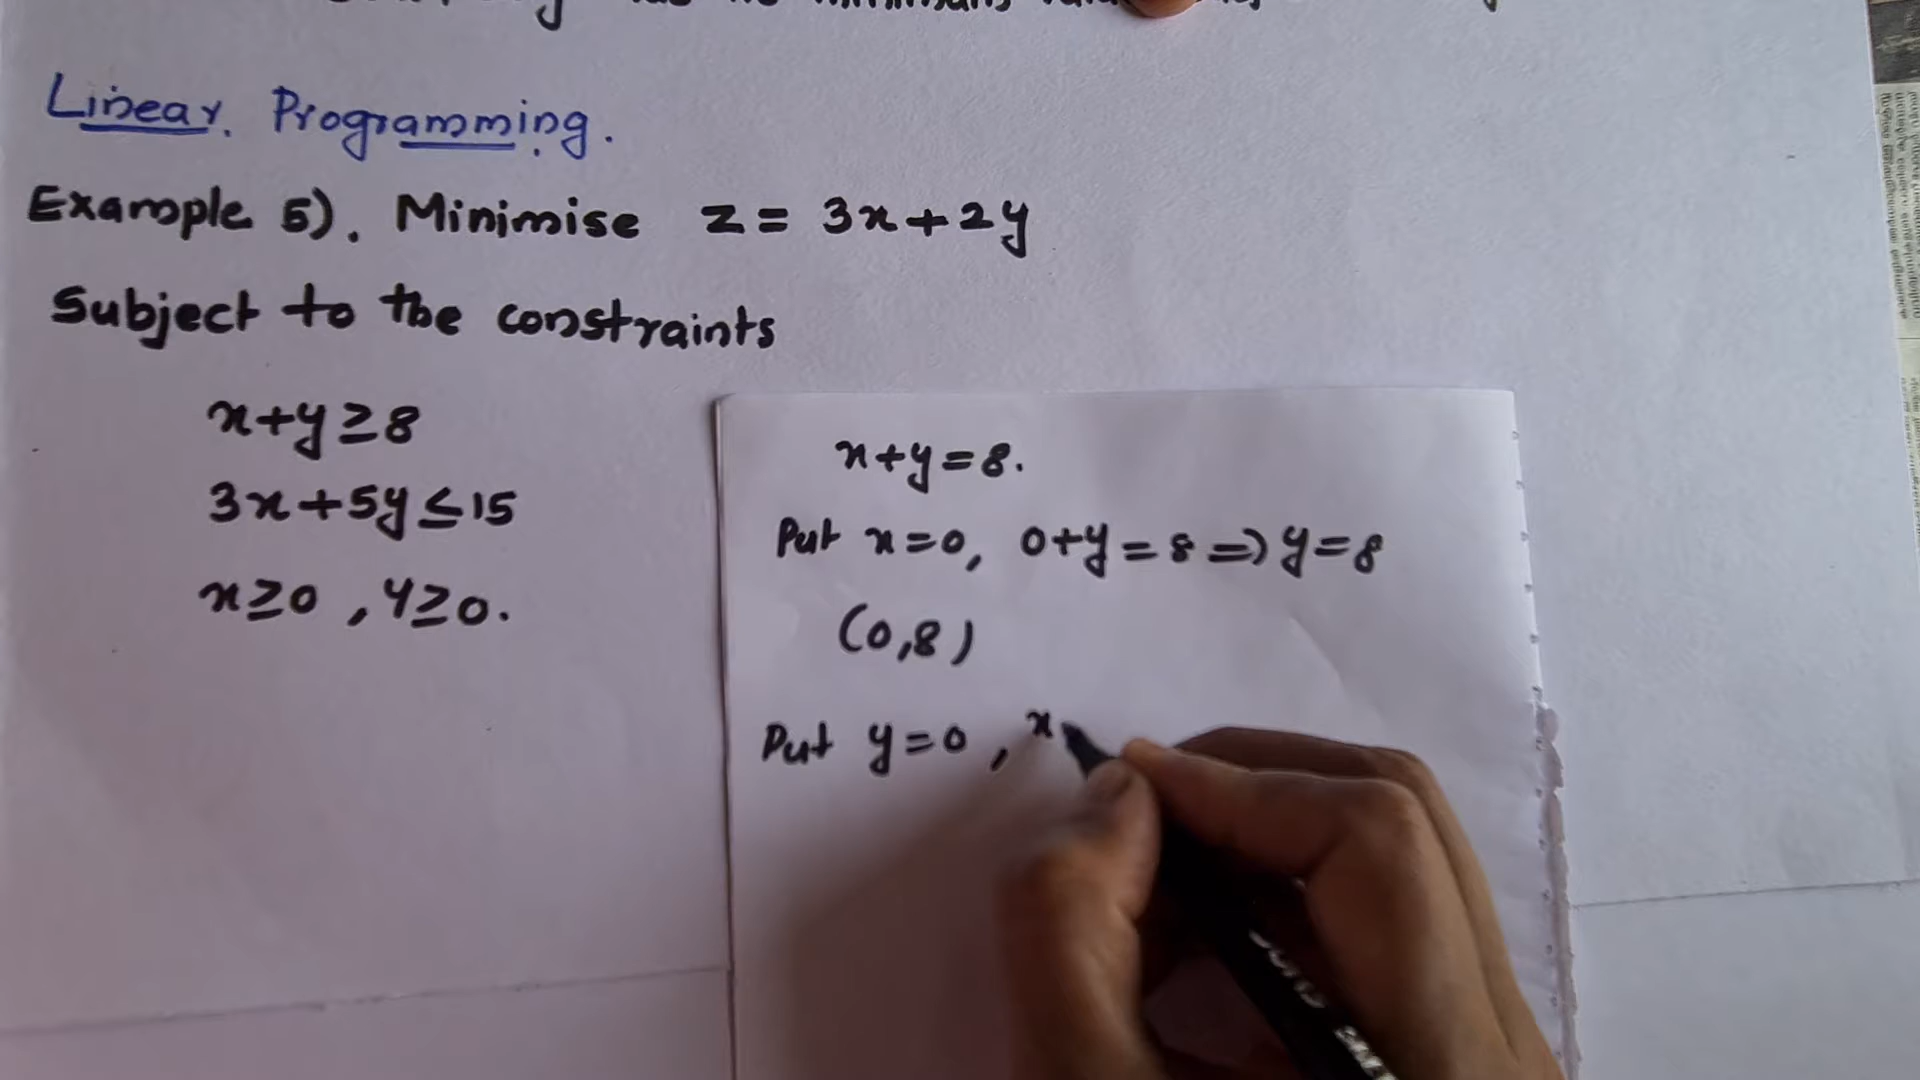 Linear Programming.
Example 5). Minimise z = 3x+2y
Subject to the constraints
x+y≥8
3x+5y≤15
x≥0 , y≥0.
x+y=8.
Put x=0, 0+y=8⇒y=8
(0,8)
Put y=0 , x